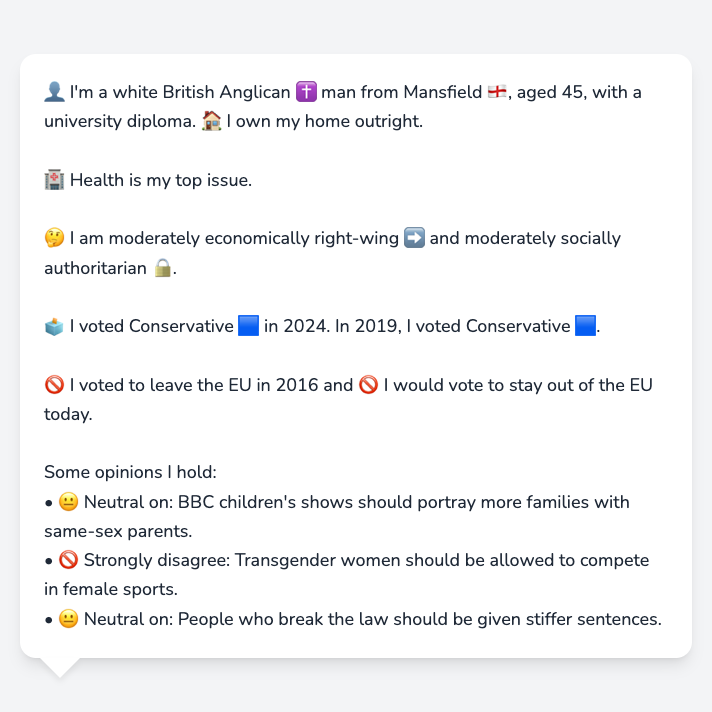 👤 I'm a white British Anglican ✝️ man from Mansfield 🏴󠁧󠁢󠁥󠁮󠁧󠁿, aged 45, with a
university diploma. 🏠 I own my home outright.
🏥 Health is my top issue.
🤔 I am moderately economically right-wing ➡️ and moderately socially
authoritarian 🔒.
🗳️ I voted Conservative 🟦 in 2024. In 2019, I voted Conservative 🟦.
🚫 I voted to leave the EU in 2016 and 🚫 I would vote to stay out of the EU
today.
Some opinions I hold:
• 😐 Neutral on: BBC children's shows should portray more families with
same-sex parents.
• 🚫 Strongly disagree: Transgender women should be allowed to compete
in female sports.
• 😐 Neutral on: People who break the law should be given stiffer sentences.